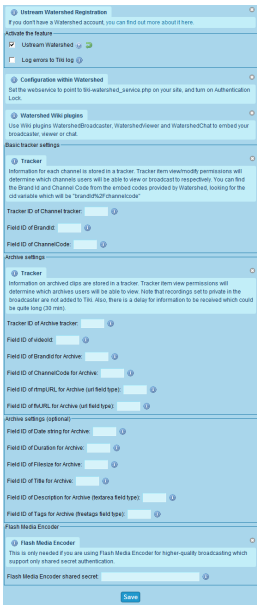 Ustream Watershed Registration
If you don't have a Watershed account, you can find out more about it here.
Activate the feature
Ustream Watershed
Log errors to Tiki log
Configuration within Watershed
Set the webservice to point to tiki-watershed_service.php on your site, and turn on Authentication
Lock.
Watershed Wiki plugins
Use Wiki plugins WatershedBroadcaster, WatershedViewer and WatershedChat to embed your
broadcaster, viewer or chat.
Basic tracker settings
Tracker
Information for each Channel is stored in a tracker. Tracker item view/modify permissions will
determine which channels users will be able to view or broadcast to respectively. You can find
the Brand Id and Channel Code from the embed codes provided by Watershed, looking for the
cid variable which will be "brandId%2Fchannelcode"
Tracker ID of Channel tracker:
Field ID of BrandId:
Field ID of ChannelCode:
Archive settings
Tracker
Information on archived clips are stored in a tracker. Tracker item view permissions will
determine which archives users will be able to view. Note that recordings set to private in the
broadcaster are not added to Tiki. Also, there is a delay for information to be received which could
be quite long (30 min).
Tracker ID of Archive tracker:
Field ID of videoId:
Field ID of BrandId for Archive:
Field ID of ChannelCode for Archive:
Field ID of rtmpURL for Archive (url field type):
Field ID of flvURL for Archive (url field type):
Archive settings (optional)
Field ID of Date string for Archive:
Field ID of Duration for Archive:
Field ID of Filesize for Archive:
Field ID of Title for Archive:
Field ID of Description for Archive (textarea field type):
Field ID of Tags for Archive (freetags field type):
Flash Media Encoder
Flash Media Encoder
This is only needed if you are using Flash Media Encoder for higher-quality broadcasting which
support only shared secret authentication.
Flash Media Encoder shared secret:
Save